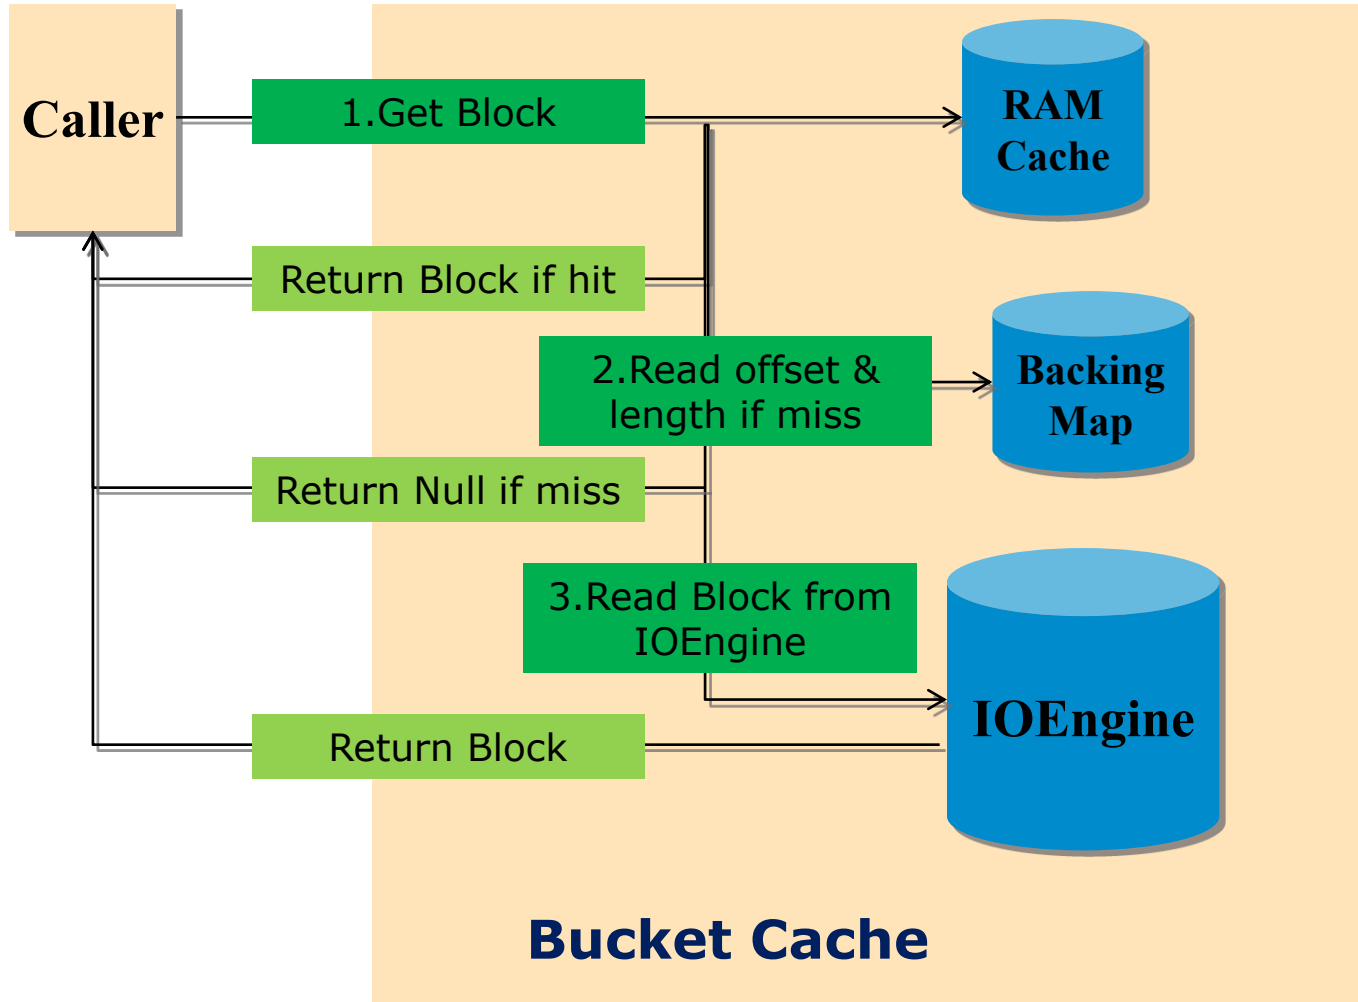 Caller
1.Get Block
RAM
Cache
Return Block if hit
2.Read offset &
length if miss
Backing
Map
Return Null if miss
3.Read Block from
IOEngine
IOEngine
Return Block
Bucket Cache